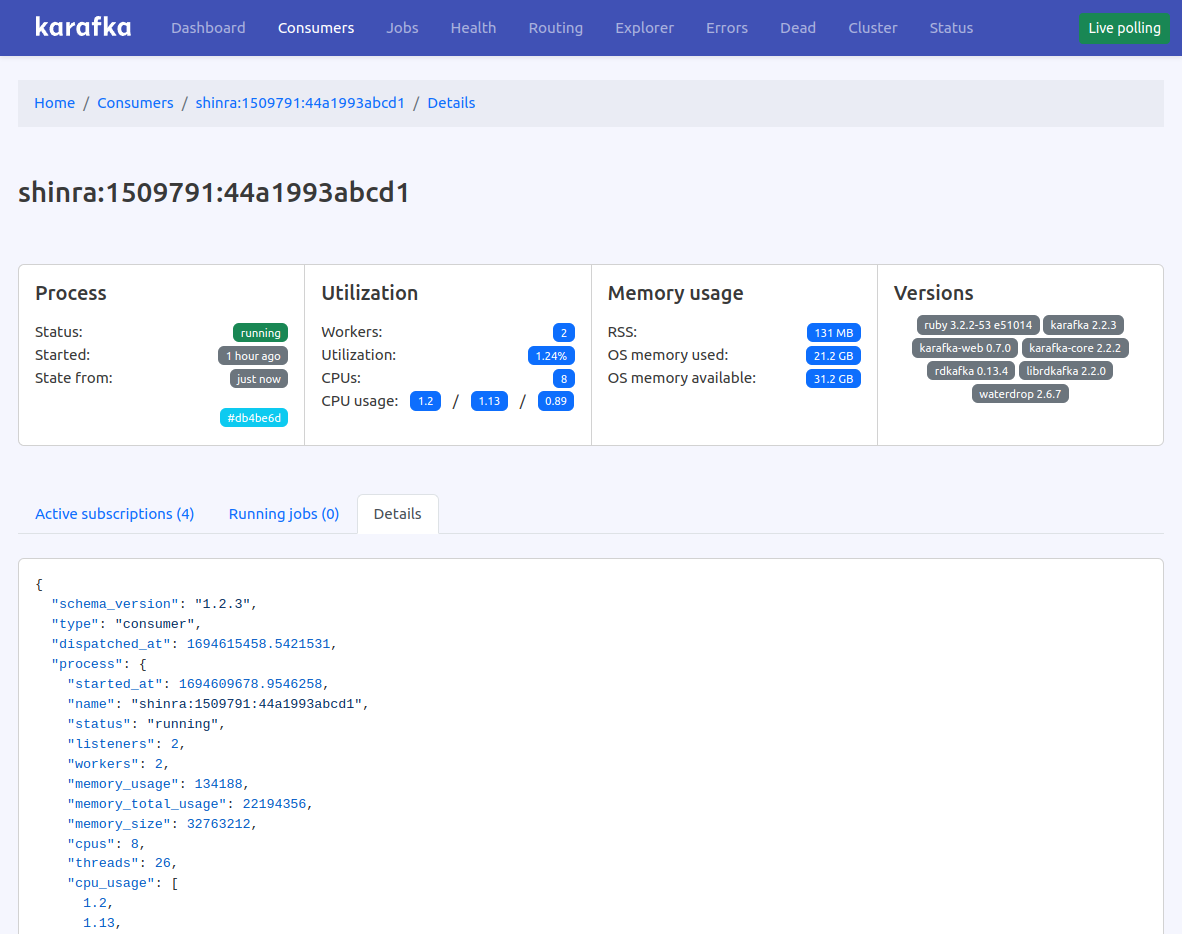 karafka Dashboard Consumers Jobs Health Routing Explorer Errors Dead Cluster Status Live polling
Home / Consumers / shinra:1509791:44a1993abcd1 / Details
shinra:1509791:44a1993abcd1
Process
Status: running
Started: 1 hour ago
State from: just now
#db4be6d
Utilization
Workers: 2
Utilization: 1.24%
CPUs: 8
CPU usage: 1.2 / 1.13 / 0.89
Memory usage
RSS: 131 MB
OS memory used: 21.2 GB
OS memory available: 31.2 GB
Versions
ruby 3.2.2-53 e51014 karafka 2.2.3
karafka-web 0.7.0 karafka-core 2.2.2
rdkafka 0.13.4 librdkafka 2.2.0
waterdrop 2.6.7
Active subscriptions (4) Running jobs (0) Details
{
"schema_version": "1.2.3",
"type": "consumer",
"dispatched_at": 1694615458.5421531,
"process": {
"started_at": 1694609678.9546258,
"name": "shinra:1509791:44a1993abcd1",
"status": "running",
"listeners": 2,
"workers": 2,
"memory_usage": 134188,
"memory_total_usage": 22194356,
"memory_size": 32763212,
"cpus": 8,
"threads": 26,
"cpu_usage": [
1.2,
1.13,